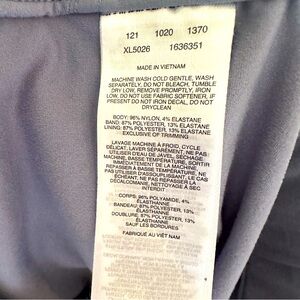 121 1020 1370
XL5026 1636351
MADE IN VIETNAM
MACHINE WASH COLD GENTLE, WASH
SEPARATELY, DO NOT BLEACH, TUMBLE
DRY LOW, REMOVE PROMPTLY, IRON
LOW, DO NOT USE FABRIC SOFTENER, IF
PRESENT DO NOT IRON DECAL, DO NOT
DRYCLEAN
BODY: 96% NYLON, 4% ELASTANE
BAND: 87% POLYESTER, 13% ELASTANE
LINING: 87% POLYESTER, 13% ELASTANE
EXCLUSIVE OF TRIMMING
LAVAGE MACHINE À FROID, CYCLE
DÉLICAT, LAVER SÉPAREMENT, NE PAS
UTILISER D'EAU DE JAVEL, SÉCHAGE
MACHINE, BASSE TEMPÉRATURE, SORTIR
IMMÉDIATEMENT DE LA MACHINE,
REPASSAGE BASSE TEMPÉRATURE, NE
PAS UTILISER D'ASSOUPLISSANT, LE CAS
ÉCHÉANT, NE PAS REPASSER LA
DÉCALCOMANIE, NETTOYAGE À SEC
INTERDIT
CORPS: 96% POLYAMIDE, 4%
ÉLASTHANNE
BANDEAU: 87% POLYESTER, 13%
ÉLASTHANNE
DOUBLURE: 87% POLYESTER, 13%
ÉLASTHANNE
SAUF LES BORDURES
FABRIQUÉ AU VIÊT NAM